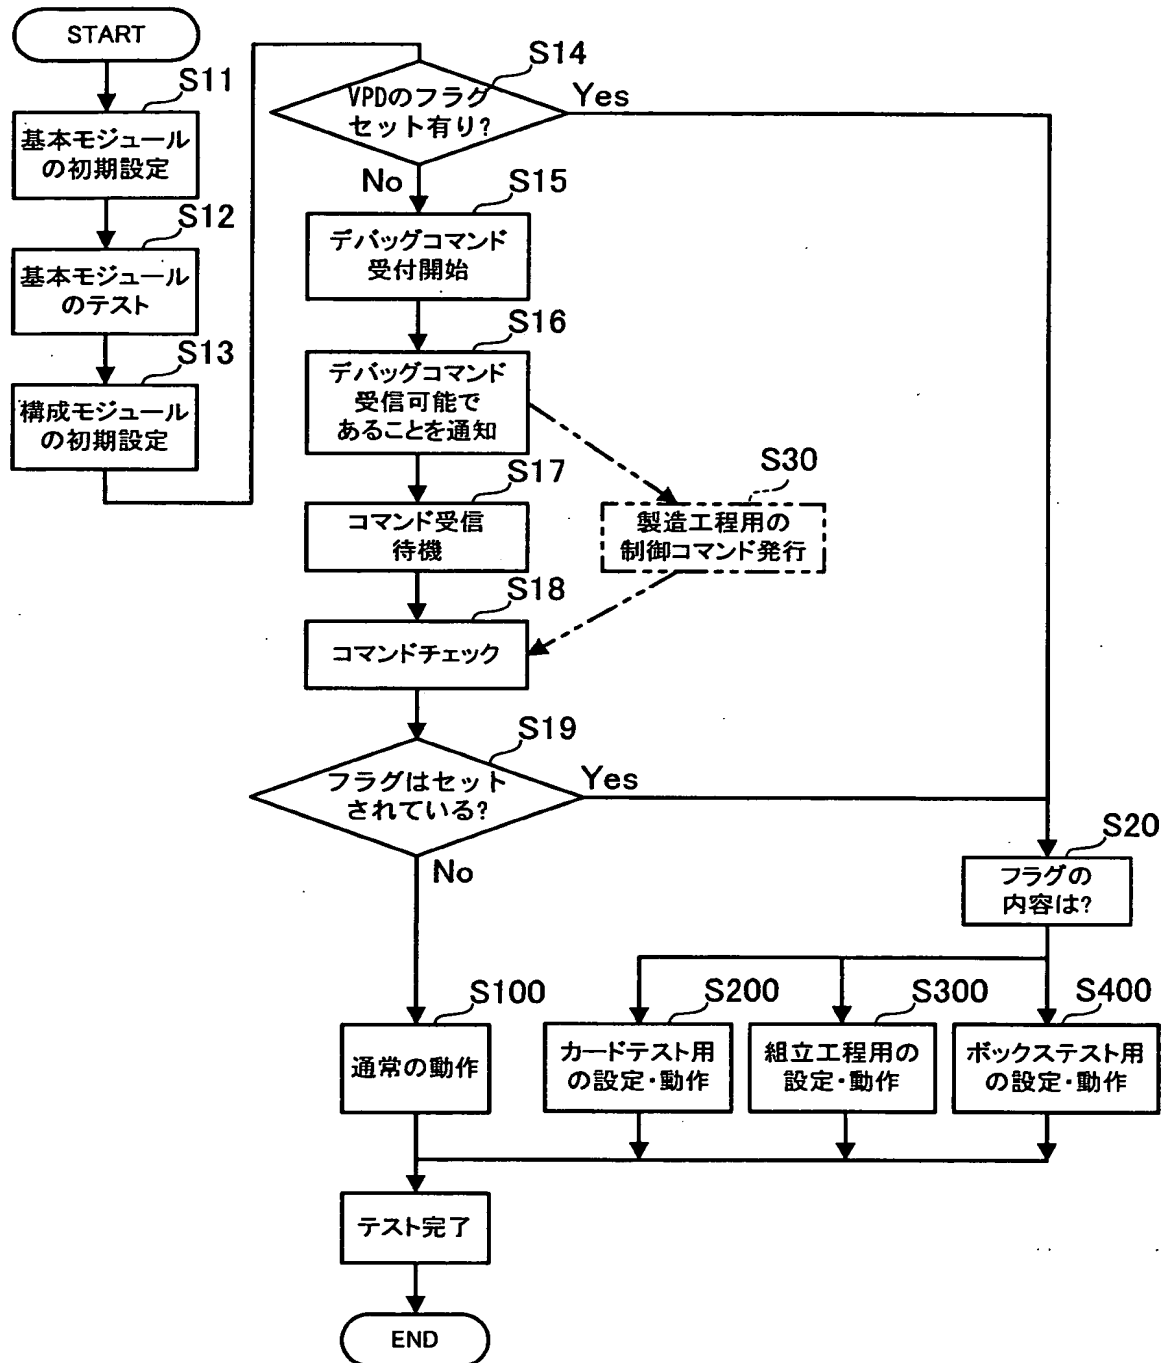 START
S11
基本モジュール
の初期設定
S12
基本モジュール
のテスト
S13
構成モジュール
の初期設定
S14
VPDのフラグ
セット有り?
Yes
No
S15
デバッグコマンド
受付開始
S16
デバッグコマンド
受信可能で
あることを通知
S17
コマンド受信
待機
S30
製造工程用の
制御コマンド発行
S18
コマンドチェック
S19
フラグはセット
されている?
Yes
No
S20
フラグの
内容は?
S100
通常の動作
S200
カードテスト用
の設定・動作
S300
組立工程用の
設定・動作
S400
ボックステスト用
の設定・動作
テスト完了
END